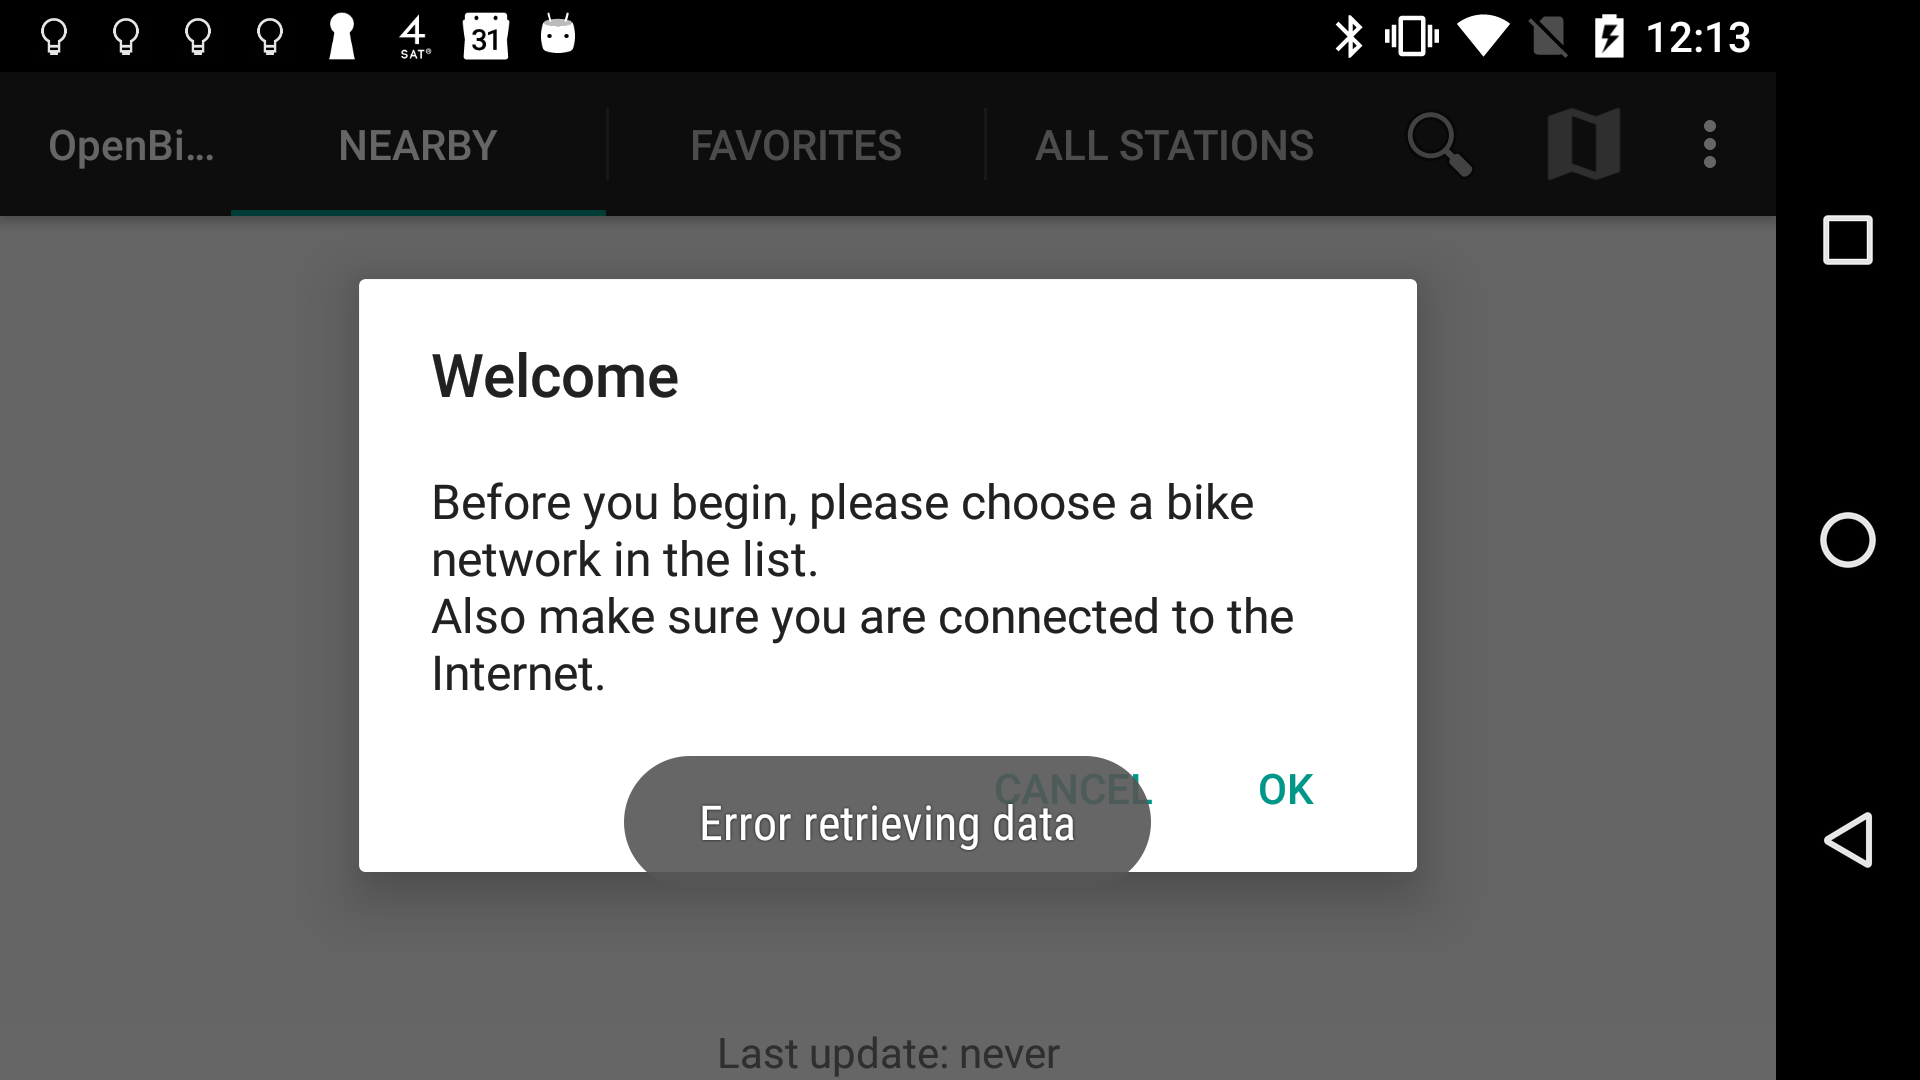 4
SAT®
31
12:13
OpenBi...
NEARBY
FAVORITES
ALL STATIONS
Welcome
Before you begin, please choose a bike
network in the list.
Also make sure you are connected to the
Internet.
CANCEL
OK
Error retrieving data
Last update: never